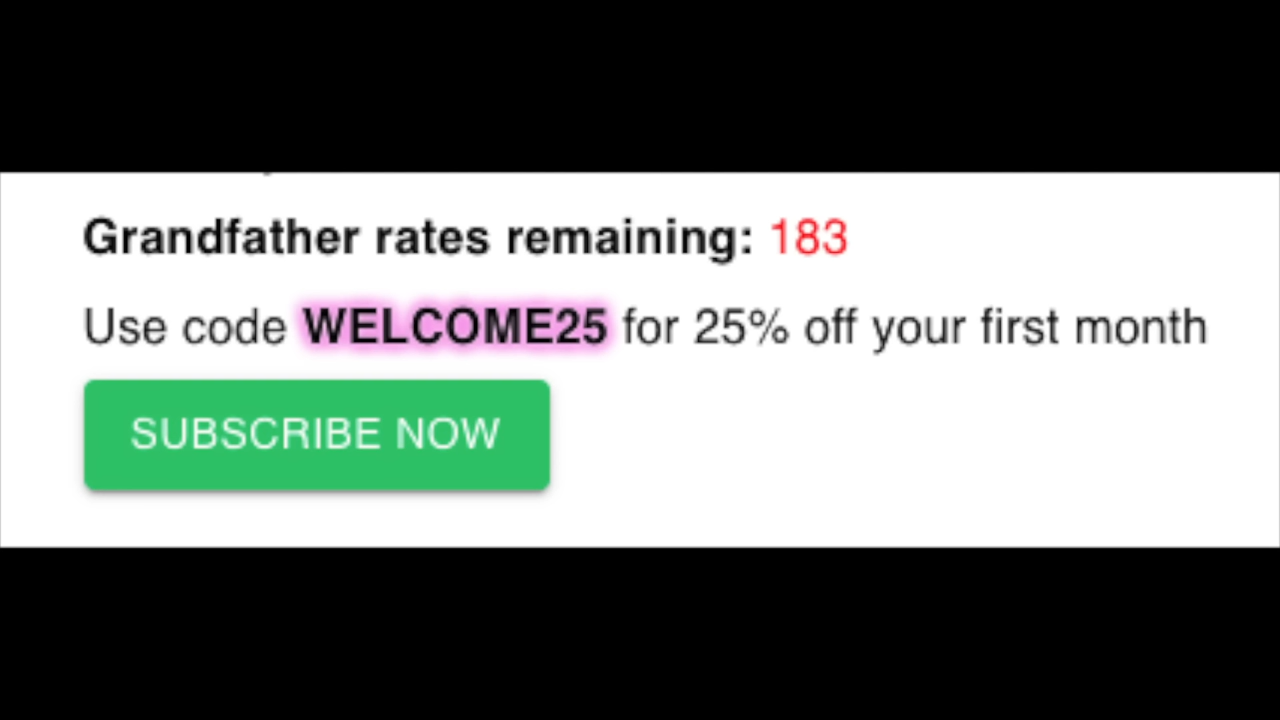 Grandfather rates remaining: 183
Use code WELCOME25 for 25% off your first month
SUBSCRIBE NOW